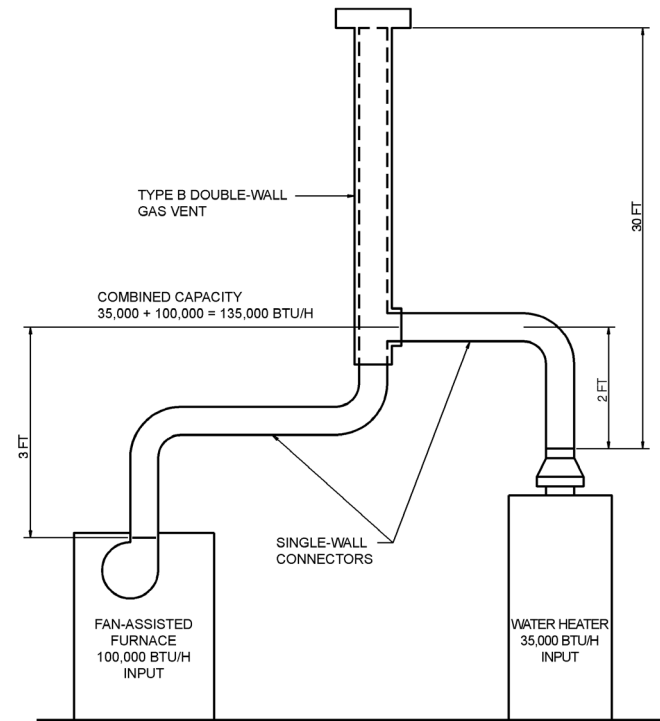 TYPE B DOUBLE-WALL
GAS VENT
30 FT
COMBINED CAPACITY
35,000 + 100,000 = 135,000 BTU/H
2 FT
3 FT
SINGLE-WALL
CONNECTORS
FAN-ASSISTED
FURNACE
100,000 BTU/H
INPUT
WATER HEATER
35,000 BTU/H
INPUT